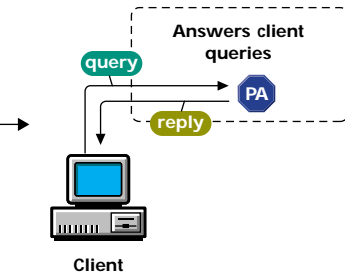 Answers client
queries
query
PA
reply
Client